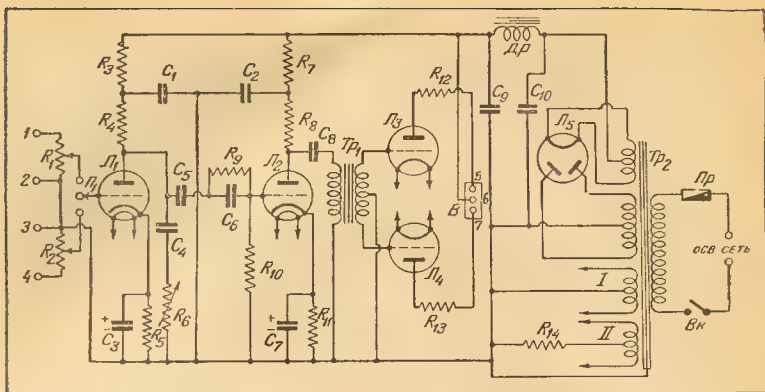 R₃
C₁
C₂
R₇
R₄
R₈
1
R₁
2
П₁
3
R₂
4
Л₁
C₅
R₉
C₆
C₄
R₆
C₃
+
–
R₅
Л₂
C₈
R₁₀
C₇
+
–
R₁₁
Тр₁
Л₃
R₁₂
Л₄
R₁₃
В
5
6
7
Др
C₉
C₁₀
Л₅
Тр₂
I
II
R₁₄
Пр
осв сеть
Вк